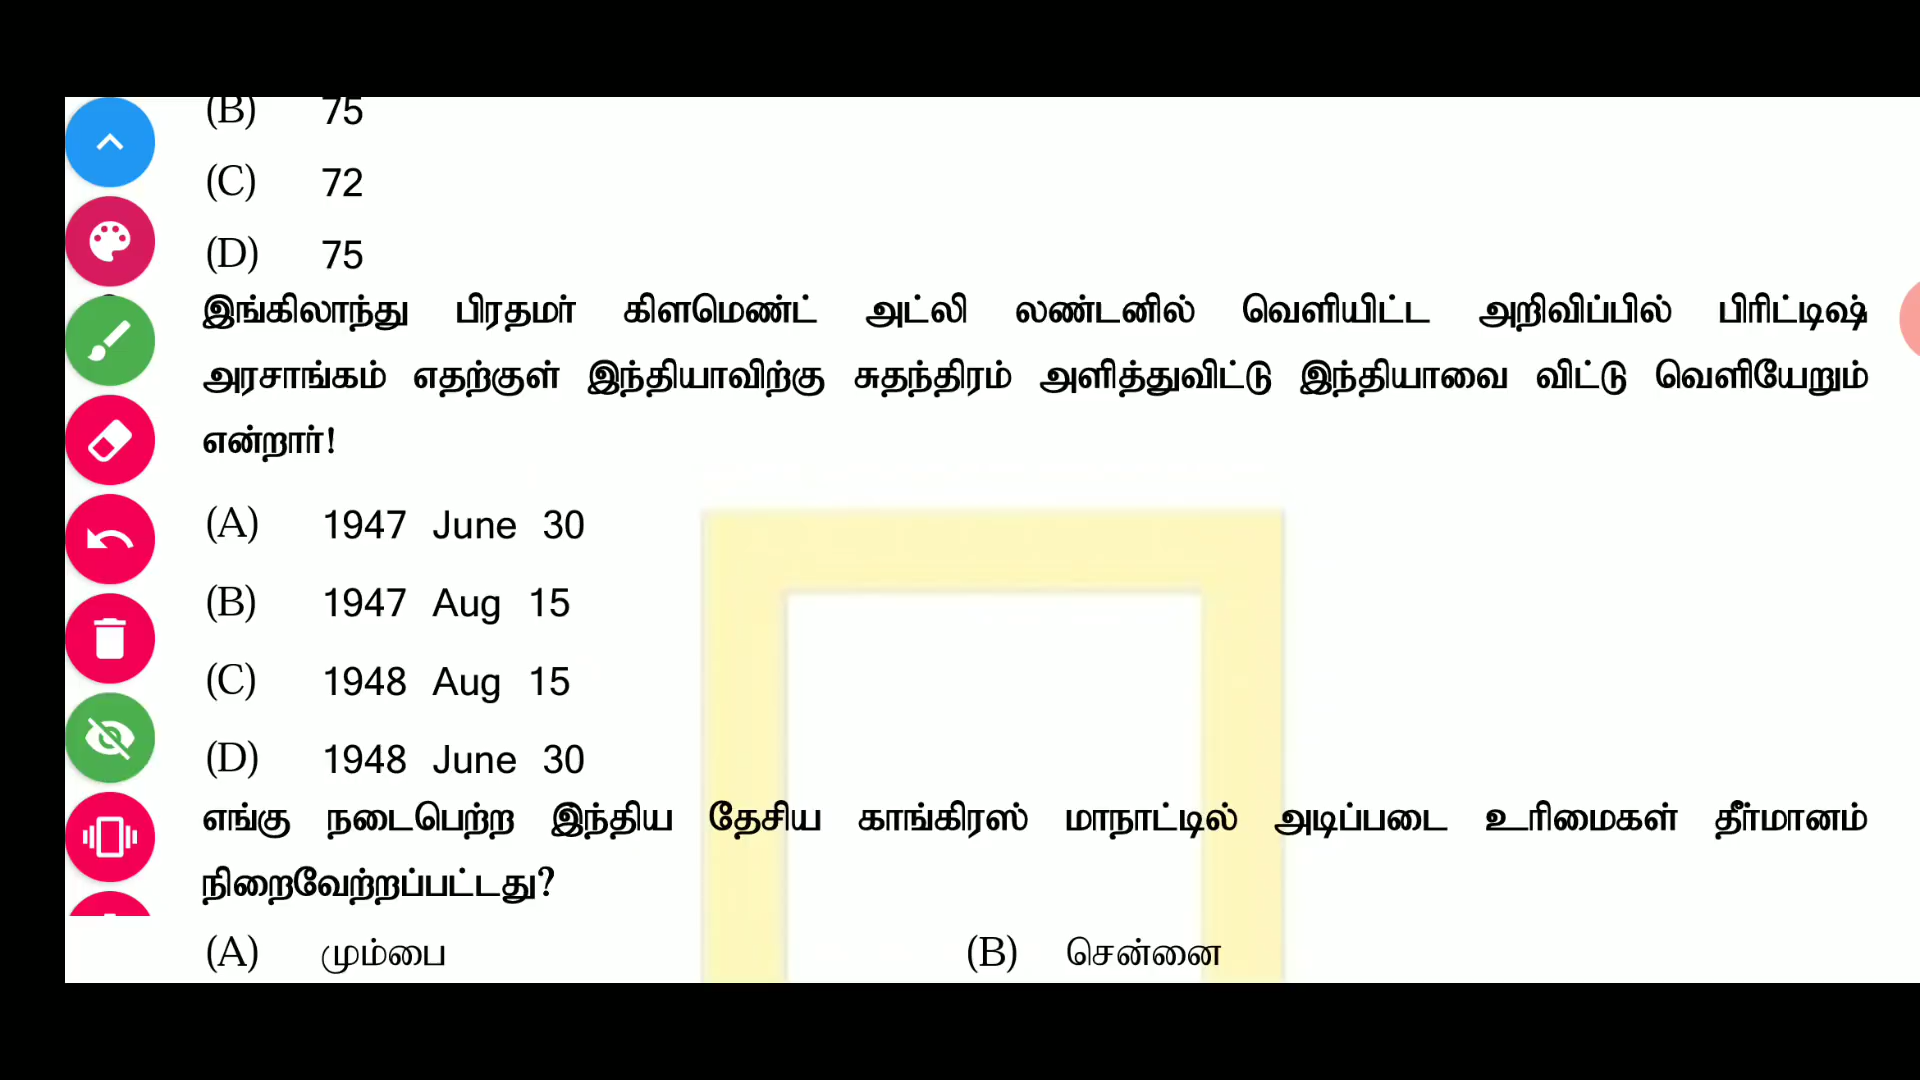 (B) 75
(C) 72
(D) 75
இங்கிலாந்து பிரதமர் கிளமெண்ட் அட்லி லண்டனில் வெளியிட்ட அறிவிப்பில் பிரிட்டிஷ்
அரசாங்கம் எதற்குள் இந்தியாவிற்கு சுதந்திரம் அளித்துவிட்டு இந்தியாவை விட்டு வெளியேறும்
என்றார்!
(A) 1947 June 30
(B) 1947 Aug 15
(C) 1948 Aug 15
(D) 1948 June 30
எங்கு நடைபெற்ற இந்திய தேசிய காங்கிரஸ் மாநாட்டில் அடிப்படை உரிமைகள் தீர்மானம்
நிறைவேற்றப்பட்டது?
(A) மும்பை (B) சென்னை